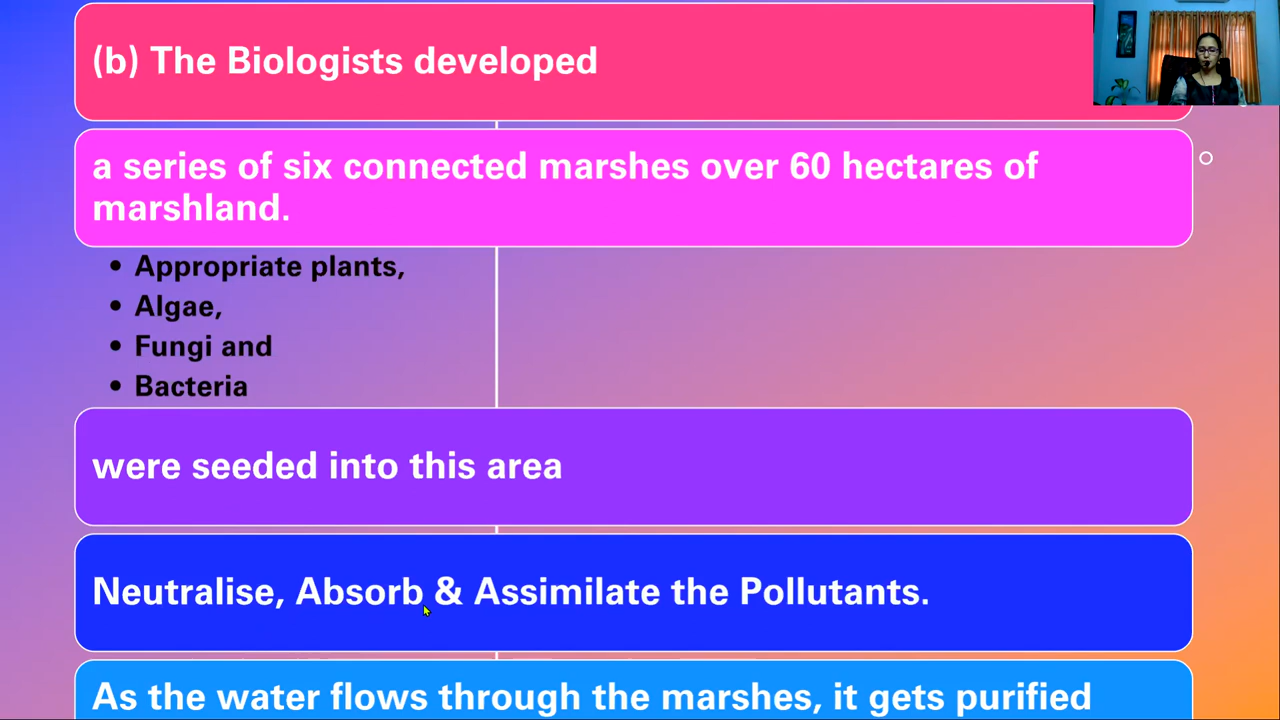 (b) The Biologists developed
a series of six connected marshes over 60 hectares of
marshland.
• Appropriate plants,
• Algae,
• Fungi and
• Bacteria
were seeded into this area
Neutralise, Absorb & Assimilate the Pollutants.
As the water flows through the marshes, it gets purified